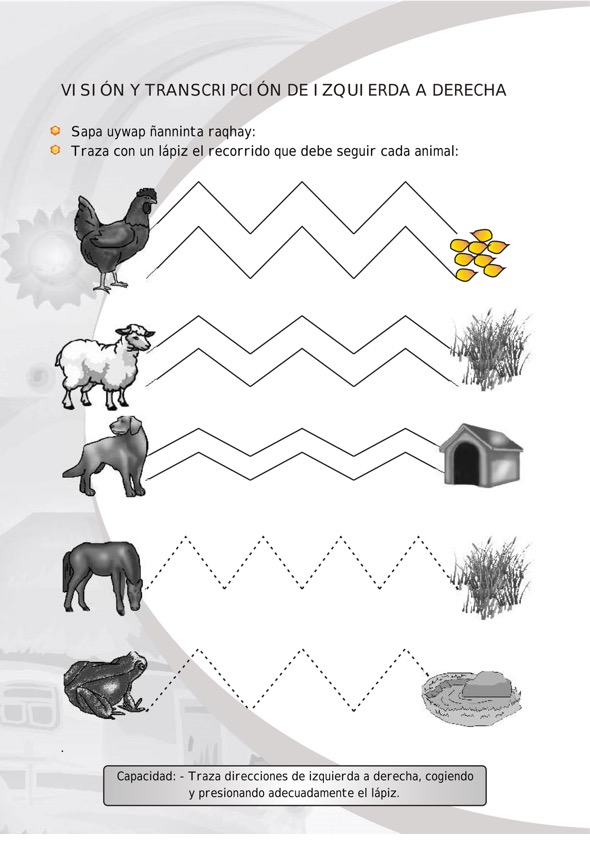 VISIÓN Y TRANSCRIPCIÓN DE IZQUIERDA A DERECHA
Sapa uywap ñanninta raqhay:
Traza con un lápiz el recorrido que debe seguir cada animal:
Capacidad: - Traza direcciones de izquierda a derecha, cogiendo
y presionando adecuadamente el lápiz.